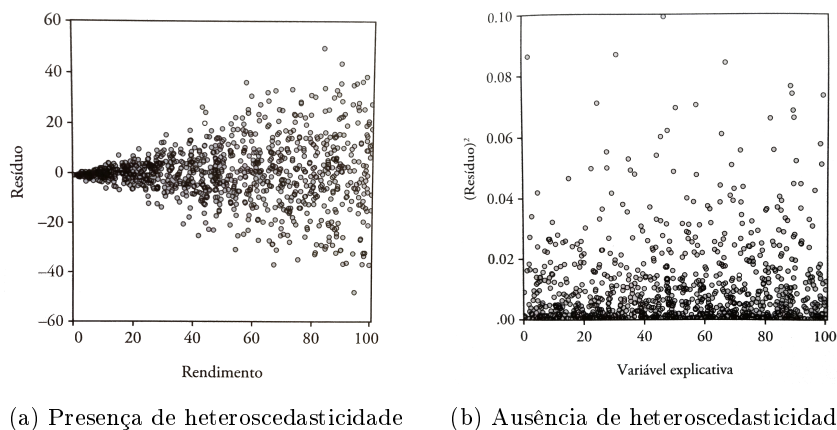 60
40
20
0
–20
–40
–60
Resíduo
0 20 40 60 80 100
Rendimento
(a) Presença de heteroscedasticidade
0.10
0.08
0.06
0.04
0.02
.00
(Resíduo)²
0 20 40 60 80 100
Variável explicativa
(b) Ausência de heteroscedasticidad